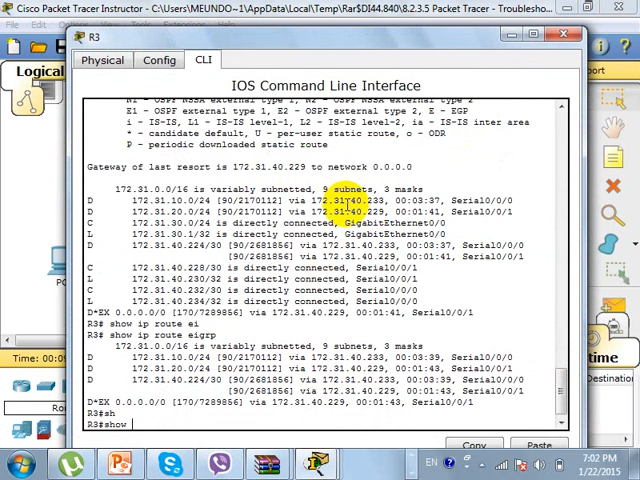 Cisco Packet Tracer Instructor - C:\Users\MEUNDO~1\AppData\Local\Temp\Rar$DI44.840\8.2.3.5 Packet Tracer - Troublesho...
File
R3
Logical
Physical
Config
CLI
port
IOS Command Line Interface
N1 - OSPF NSSA external type 1, N2 - OSPF NSSA external type 2
E1 - OSPF external type 1, E2 - OSPF external type 2, E - EGP
i - IS-IS, L1 - IS-IS level-1, L2 - IS-IS level-2, ia - IS-IS inter area
* - candidate default, U - per-user static route, o - ODR
P - periodic downloaded static route
Gateway of last resort is 172.31.40.229 to network 0.0.0.0
172.31.0.0/16 is variably subnetted, 9 subnets, 3 masks
D 172.31.10.0/24 [90/2170112] via 172.31.40.233, 00:03:37, Serial0/0/0
D 172.31.20.0/24 [90/2170112] via 172.31.40.229, 00:01:41, Serial0/0/1
C 172.31.30.0/24 is directly connected, GigabitEthernet0/0
L 172.31.30.1/32 is directly connected, GigabitEthernet0/0
D 172.31.40.224/30 [90/2681856] via 172.31.40.233, 00:03:37, Serial0/0/0
[90/2681856] via 172.31.40.229, 00:01:41, Serial0/0/1
C 172.31.40.228/30 is directly connected, Serial0/0/1
L 172.31.40.230/32 is directly connected, Serial0/0/1
C 172.31.40.232/30 is directly connected, Serial0/0/0
L 172.31.40.234/32 is directly connected, Serial0/0/0
D*EX 0.0.0.0/0 [170/7289856] via 172.31.40.229, 00:01:41, Serial0/0/1
R3# show ip route ei
R3# show ip route eigrp
172.31.0.0/16 is variably subnetted, 9 subnets, 3 masks
D 172.31.10.0/24 [90/2170112] via 172.31.40.233, 00:03:39, Serial0/0/0
D 172.31.20.0/24 [90/2170112] via 172.31.40.229, 00:01:43, Serial0/0/1
D 172.31.40.224/30 [90/2681856] via 172.31.40.233, 00:03:39, Serial0/0/0
[90/2681856] via 172.31.40.229, 00:01:43, Serial0/0/1
D*EX 0.0.0.0/0 [170/7289856] via 172.31.40.229, 00:01:43, Serial0/0/1
R3#sh
R3#show
Copy
Paste
Time: 00:0
time
Destination
EN
7:02 PM
1/22/2015